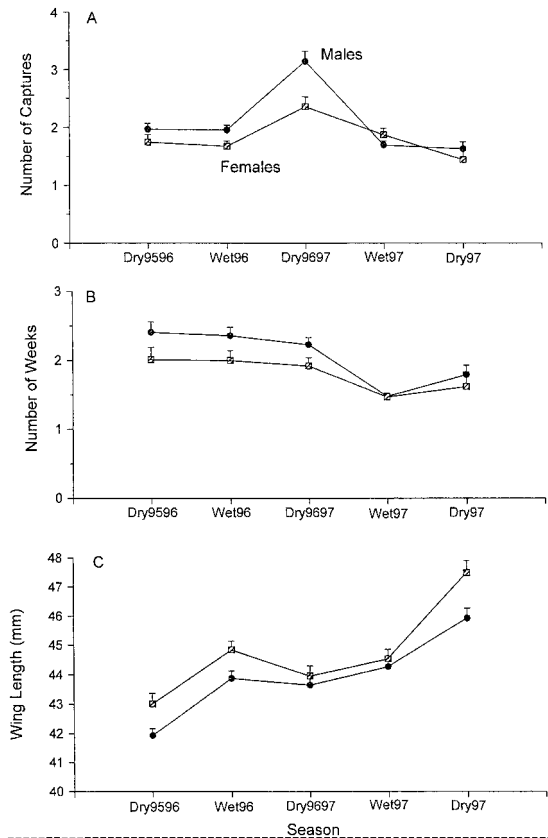 A
4
3
2
1
0
Number of Captures
Males
Females
Dry9596 Wet96 Dry9697 Wet97 Dry97
B
3
2
1
0
Number of Weeks
Dry9596 Wet96 Dry9697 Wet97 Dry97
C
48
47
46
45
44
43
42
41
40
Wing Length (mm)
Dry9596 Wet96 Dry9697 Wet97 Dry97
Season